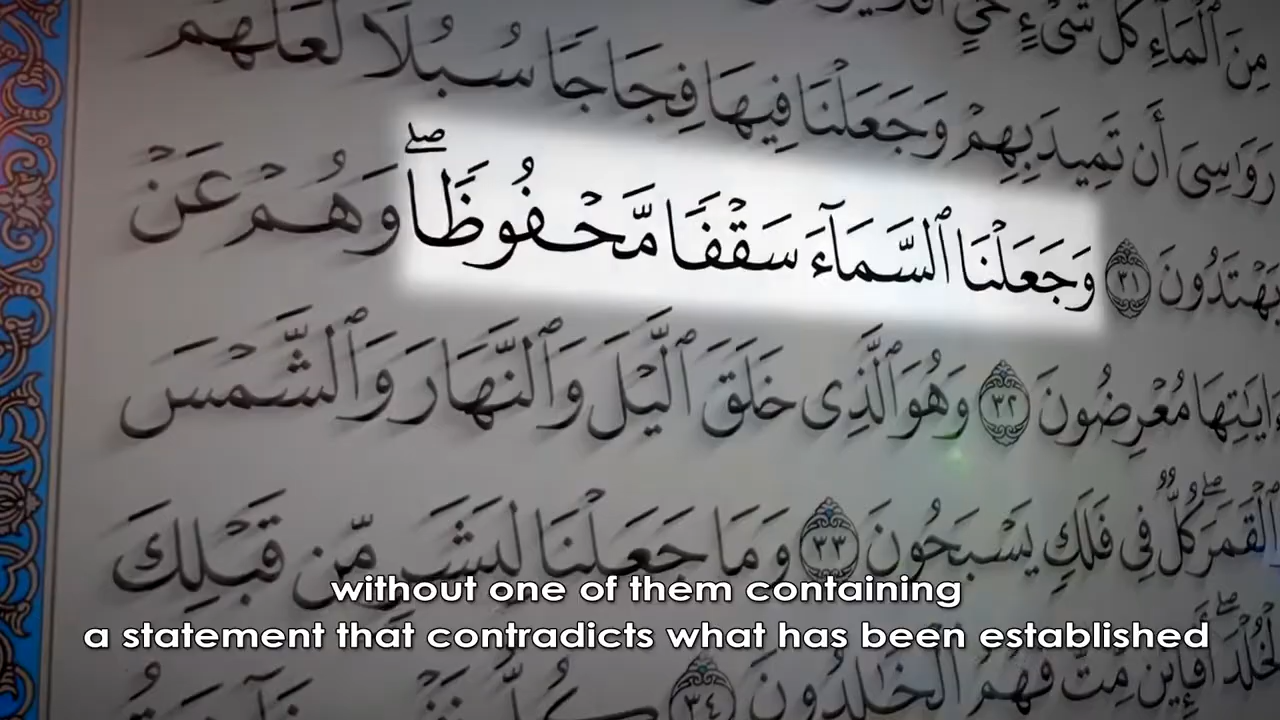 مِنَ ٱلْمَآءِ كُلَّ شَىْءٍ حَىٍّ
رَوَٰسِىَ أَن تَمِيدَ بِهِمْ وَجَعَلْنَا فِيهَا فِجَاجًا سُبُلًا لَّعَلَّهُمْ
يَهْتَدُونَ ٣١ وَجَعَلْنَا ٱلسَّمَآءَ سَقْفًا مَّحْفُوظًا ۖ وَهُمْ عَنْ
ءَايَٰتِهَا مُعْرِضُونَ ٣٢ وَهُوَ ٱلَّذِى خَلَقَ ٱلَّيْلَ وَٱلنَّهَارَ وَٱلشَّمْسَ
ٱلْقَمَرَ ۖ كُلٌّ فِى فَلَكٍ يَسْبَحُونَ ٣٣ وَمَا جَعَلْنَا لِبَشَرٍ مِّن قَبْلِكَ
ٱلْخُلْدَ ۖ أَفَإِي۟ن مِّتَّ فَهُمُ ٱلْخَٰلِدُونَ ٣٤
without one of them containing
a statement that contradicts what has been established